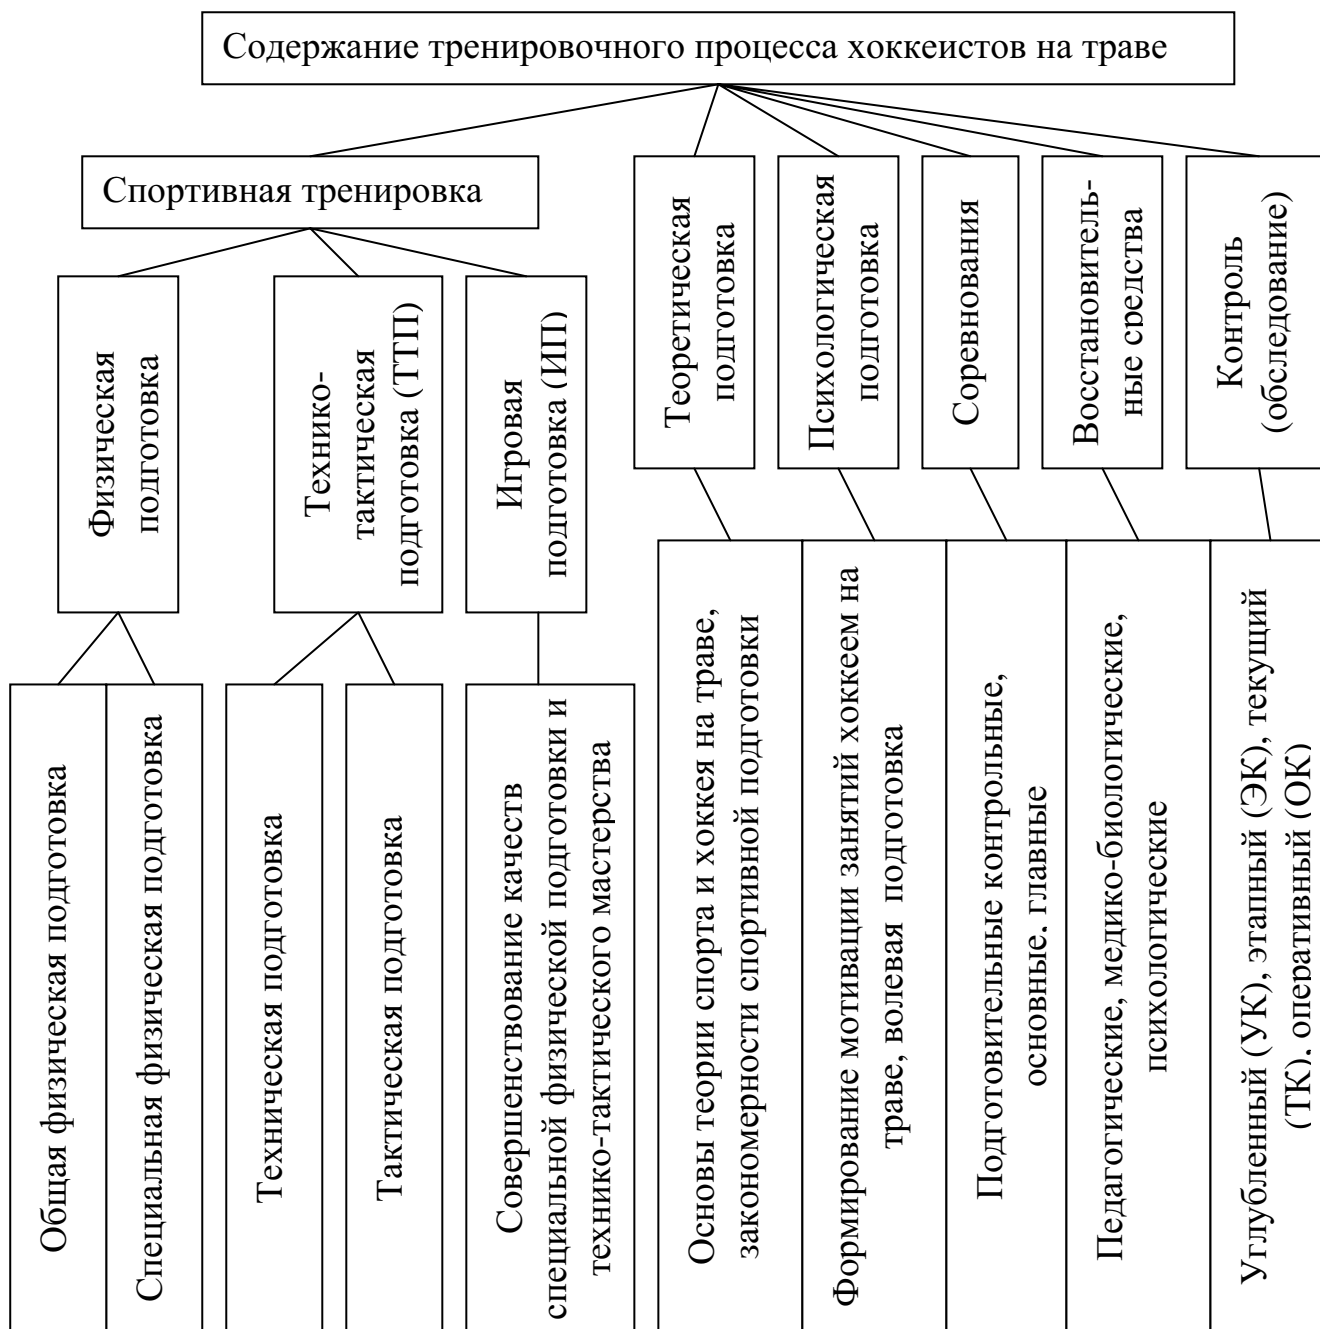 Содержание тренировочного процесса хоккеистов на траве
Спортивная тренировка
Теоретическая
подготовка
Психологическая
подготовка
Соревнования
Восстановитель-
ные средства
Контроль
(обследование)
Физическая
подготовка
Технико-
тактическая
подготовка (ТТП)
Игровая
подготовка (ИП)
Общая физическая подготовка
Специальная физическая подготовка
Техническая подготовка
Тактическая подготовка
Совершенствование качеств
специальной физической подготовки и
технико-тактического мастерства
Основы теории спорта и хоккея на траве,
закономерности спортивной подготовки
Формирование мотивации занятий хоккеем на
траве, волевая подготовка
Подготовительные контрольные,
основные, главные
Педагогические, медико-биологические,
психологические
Углубленный (УК), этапный (ЭК), текущий
(ТК), оперативный (ОК)